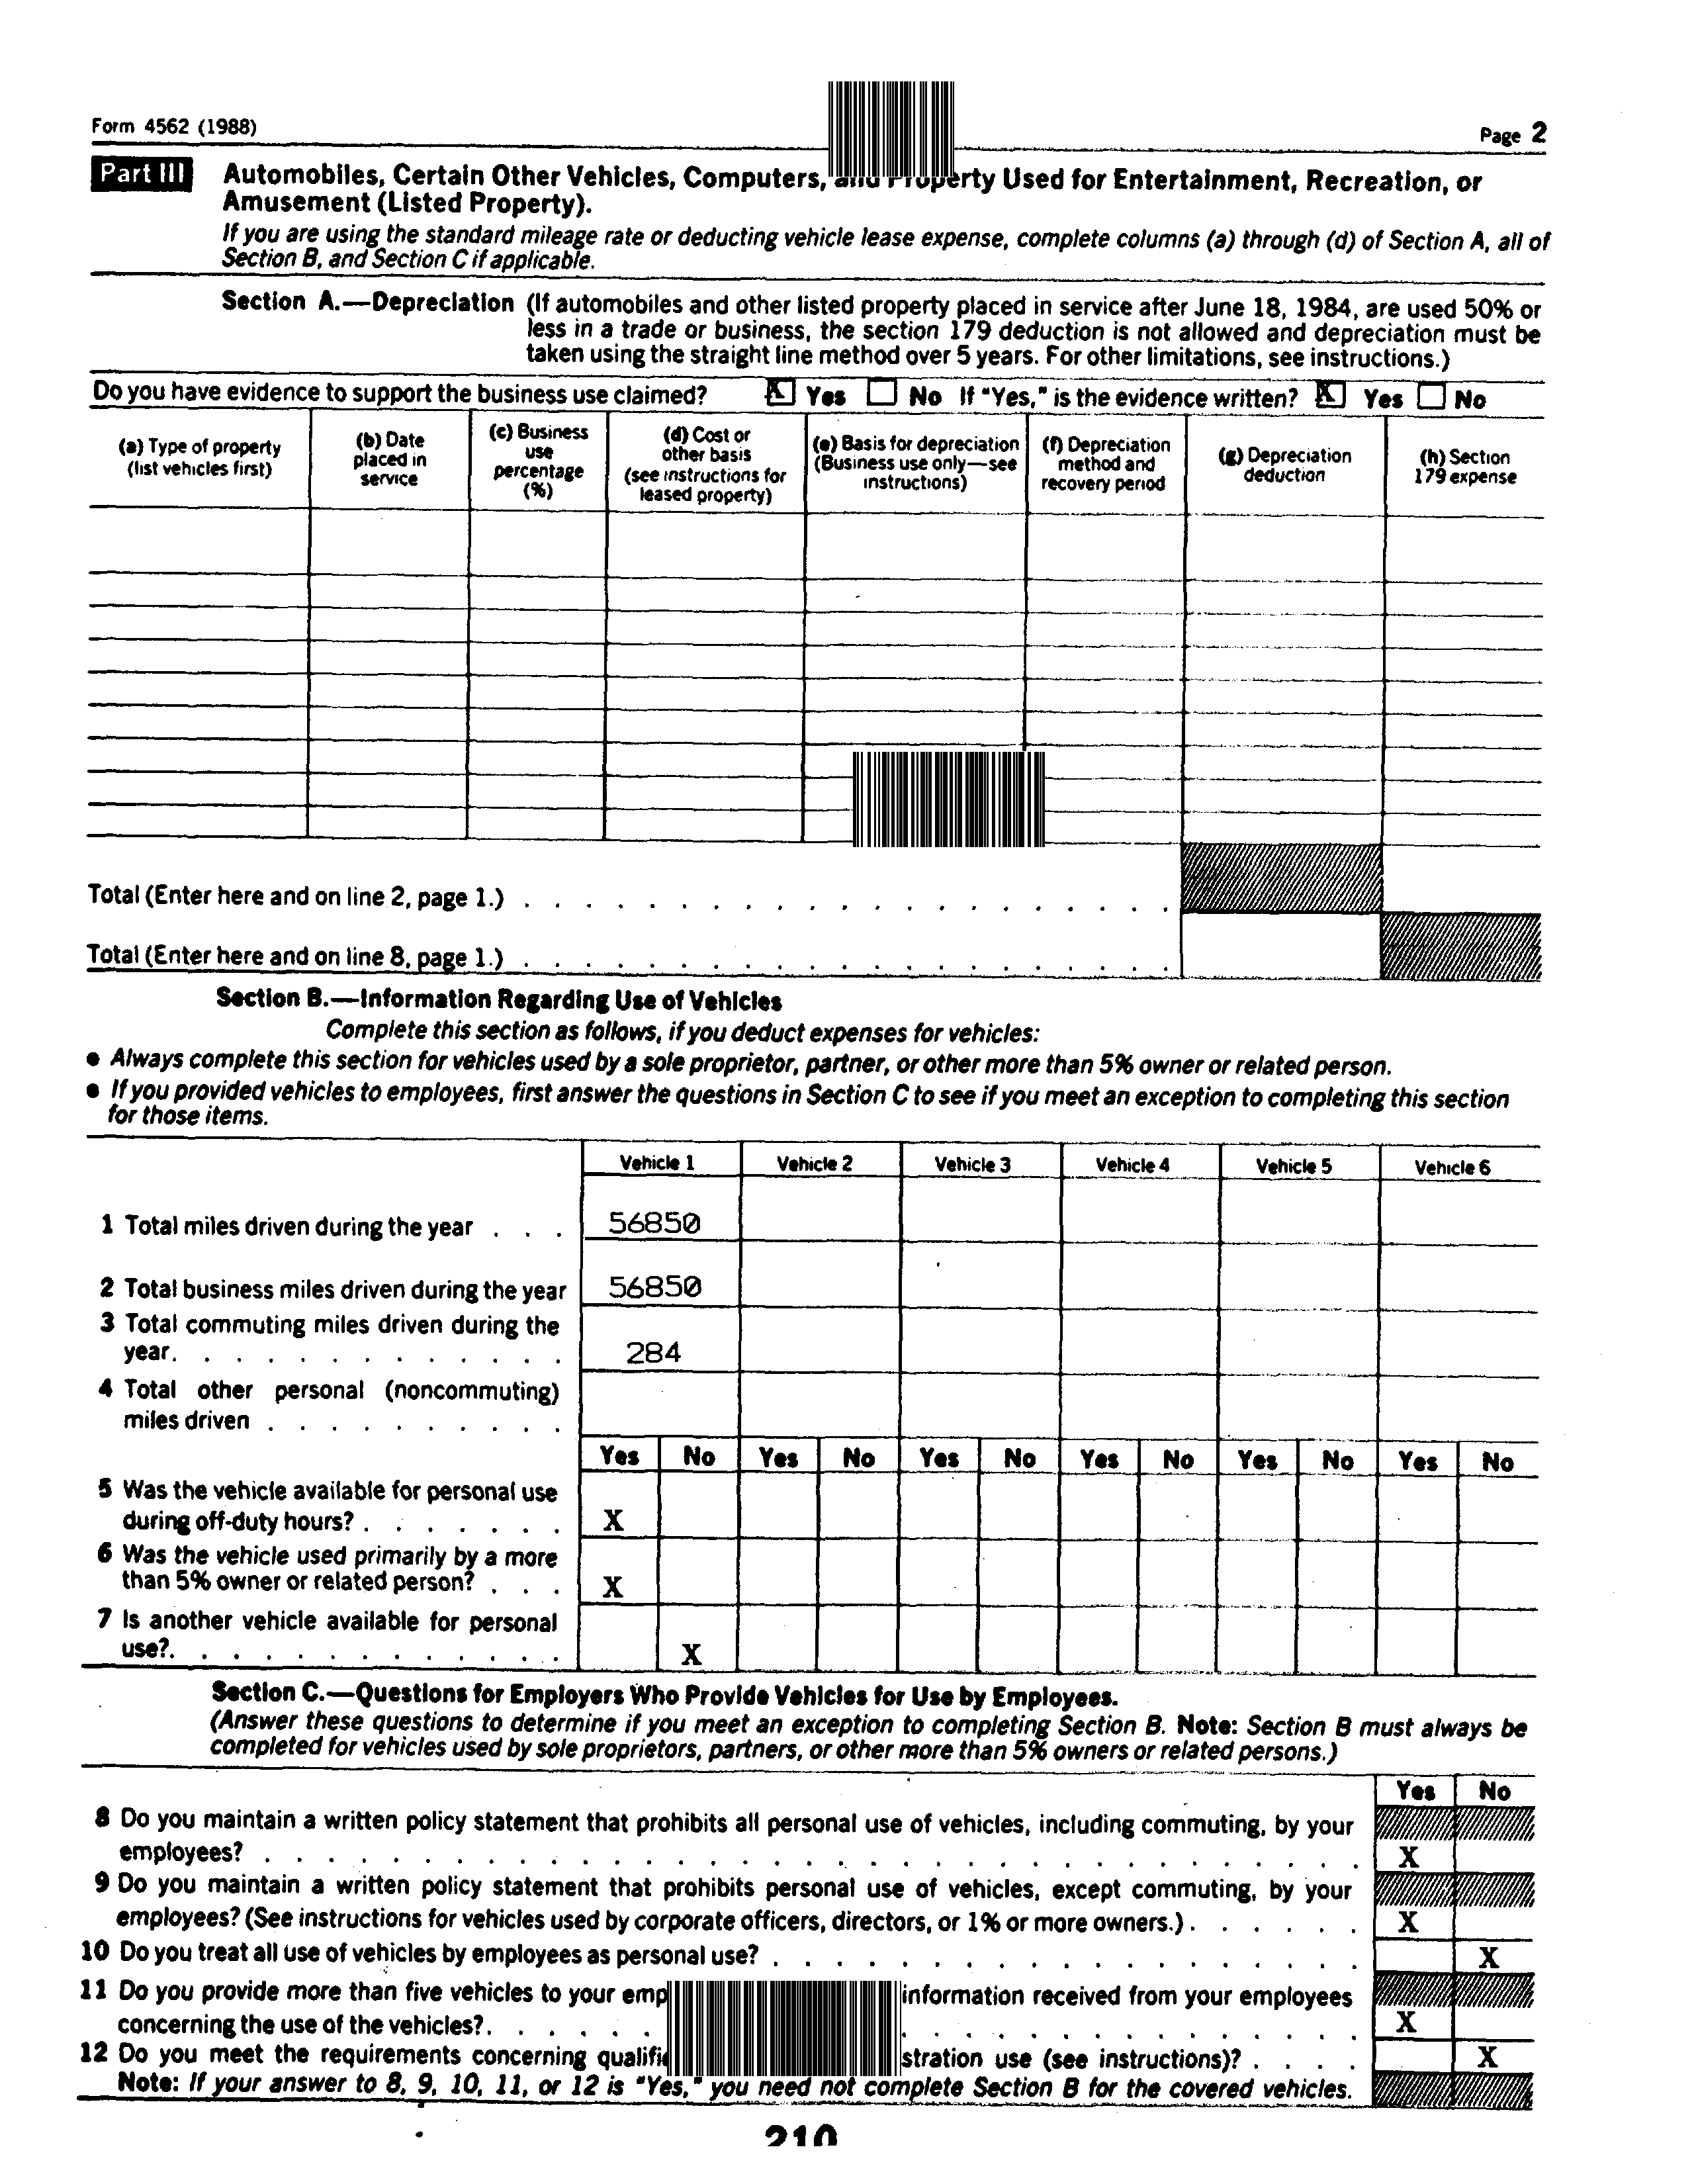 Form 4562 (1988)
Page 2
Part III Automobiles, Certain Other Vehicles, Computers, and Property Used for Entertainment, Recreation, or
Amusement (Listed Property).
If you are using the standard mileage rate or deducting vehicle lease expense, complete columns (a) through (d) of Section A, all of
Section B, and Section C if applicable.
Section A.—Depreciation (If automobiles and other listed property placed in service after June 18, 1984, are used 50% or
less in a trade or business, the section 179 deduction is not allowed and depreciation must be
taken using the straight line method over 5 years. For other limitations, see instructions.)
Do you have evidence to support the business use claimed? X Yes No If "Yes," is the evidence written? X Yes No
(a) Type of property
(list vehicles first)
(b) Date
placed in
service
(c) Business
use
percentage
(%)
(d) Cost or
other basis
(see instructions for
leased property)
(e) Basis for depreciation
(Business use only—see
instructions)
(f) Depreciation
method and
recovery period
(g) Depreciation
deduction
(h) Section
179 expense
Total (Enter here and on line 2, page 1.) . . . . . . . . . . . . . . . . . . . . .
Total (Enter here and on line 8, page 1.) . . . . . . . . . . . . . . . . . . . . .
Section B.—Information Regarding Use of Vehicles
Complete this section as follows, if you deduct expenses for vehicles:
● Always complete this section for vehicles used by a sole proprietor, partner, or other more than 5% owner or related person.
● If you provided vehicles to employees, first answer the questions in Section C to see if you meet an exception to completing this section
for those items.
Vehicle 1 Vehicle 2 Vehicle 3 Vehicle 4 Vehicle 5 Vehicle 6
1 Total miles driven during the year . . . 56850
2 Total business miles driven during the year 56850
3 Total commuting miles driven during the
year. . . . . . . . . . . . . . 284
4 Total other personal (noncommuting)
miles driven . . . . . . . . . .
Yes No Yes No Yes No Yes No Yes No Yes No
5 Was the vehicle available for personal use
during off-duty hours? . . . . . . . X
6 Was the vehicle used primarily by a more
than 5% owner or related person? . . . X
7 Is another vehicle available for personal
use?. . . . . . . . . . . . . X
Section C.—Questions for Employers Who Provide Vehicles for Use by Employees.
(Answer these questions to determine if you meet an exception to completing Section B. Note: Section B must always be
completed for vehicles used by sole proprietors, partners, or other more than 5% owners or related persons.)
Yes No
8 Do you maintain a written policy statement that prohibits all personal use of vehicles, including commuting, by your
employees? . . . . . . . . . . . . . . . . . . . . . . . . . . . . . . . . . . X
9 Do you maintain a written policy statement that prohibits personal use of vehicles, except commuting, by your
employees? (See instructions for vehicles used by corporate officers, directors, or 1% or more owners.) . . . . . . X
10 Do you treat all use of vehicles by employees as personal use? . . . . . . . . . . . . . . . . . . . X
11 Do you provide more than five vehicles to your emp information received from your employees
concerning the use of the vehicles?. . . . . . . . . . . . . . . . . . . . . X
12 Do you meet the requirements concerning qualifi stration use (see instructions)? . . . . X
Note: If your answer to 8, 9, 10, 11, or 12 is "Yes," you need not complete Section B for the covered vehicles.
210